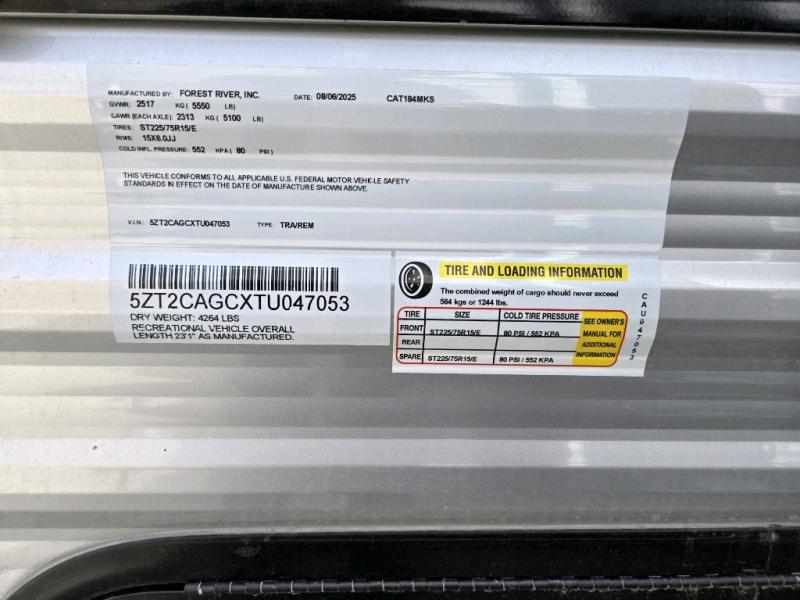 MANUFACTURED BY: FOREST RIVER, INC. DATE: 08/06/2025 CAT184MKS
GVWR: 2517 KG ( 5550 LB)
GAWR (EACH AXLE): 2313 KG ( 5100 LB)
TIRES: ST225/75R15/E
RIMS: 15X6.0JJ
COLD INFL. PRESSURE: 552 KPA ( 80 PSI)
THIS VEHICLE CONFORMS TO ALL APPLICABLE U.S. FEDERAL MOTOR VEHICLE SAFETY
STANDARDS IN EFFECT ON THE DATE OF MANUFACTURE SHOWN ABOVE.
V.I.N.: 5ZT2CAGCXTU047053 TYPE: TRA/REM
5ZT2CAGCXTU047053
DRY WEIGHT: 4264 LBS
RECREATIONAL VEHICLE OVERALL
LENGTH 23'1" AS MANUFACTURED.
TIRE AND LOADING INFORMATION
The combined weight of cargo should never exceed
564 kgs or 1244 lbs.
TIRE SIZE COLD TIRE PRESSURE
FRONT ST225/75R15/E 80 PSI / 552 KPA
REAR
SPARE ST225/75R15/E 80 PSI / 552 KPA
SEE OWNER'S
MANUAL FOR
ADDITIONAL
INFORMATION
CAU047053